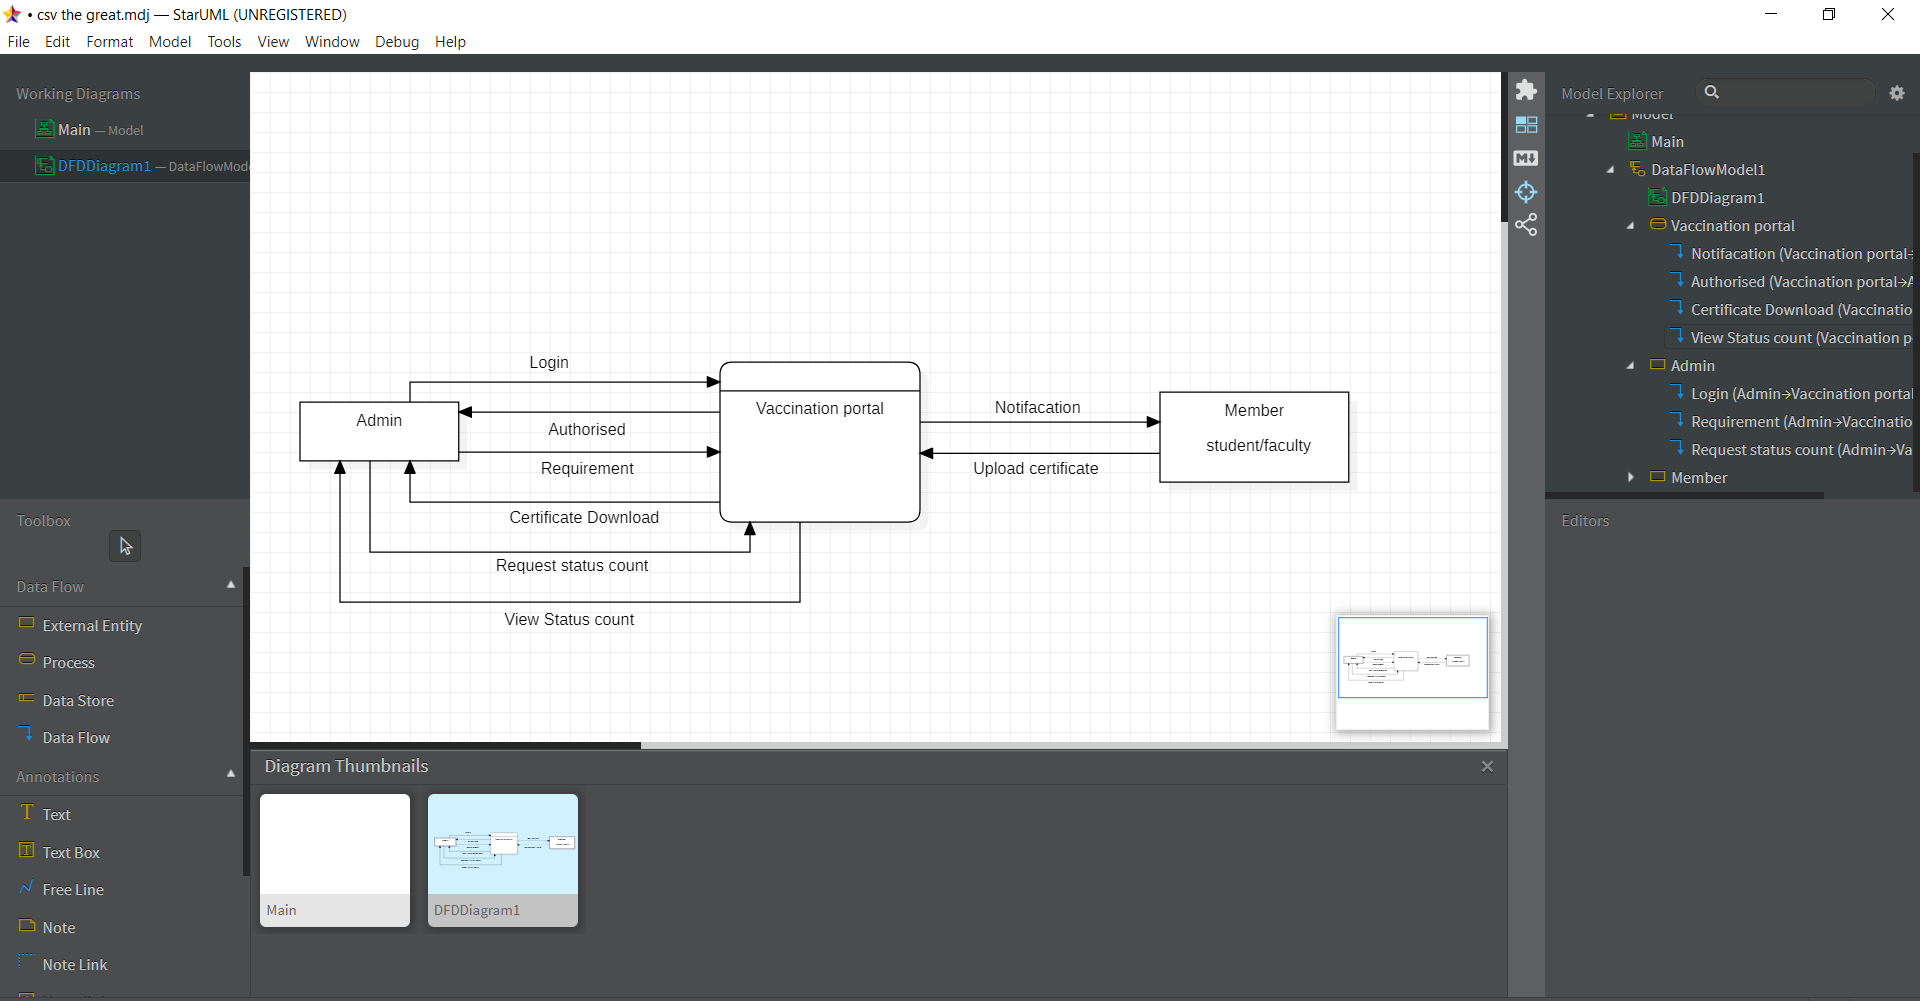 • csv the great.mdj — StarUML (UNREGISTERED)
File Edit Format Model Tools View Window Debug Help
Working Diagrams
Main — Model
DFDDiagram1 — DataFlowMode
Toolbox
Data Flow
External Entity
Process
Data Store
Data Flow
Annotations
Text
Text Box
Free Line
Note
Note Link
Login
Admin
Authorised
Requirement
Certificate Download
Request status count
View Status count
Vaccination portal
Notifacation
Upload certificate
Member
student/faculty
Diagram Thumbnails
Main
DFDDiagram1
Model Explorer
Model
Main
DataFlowModel1
DFDDiagram1
Vaccination portal
Notifacation (Vaccination portal→
Authorised (Vaccination portal→A
Certificate Download (Vaccinatio
View Status count (Vaccination p
Admin
Login (Admin→Vaccination portal
Requirement (Admin→Vaccinatio
Request status count (Admin→Va
Member
Editors